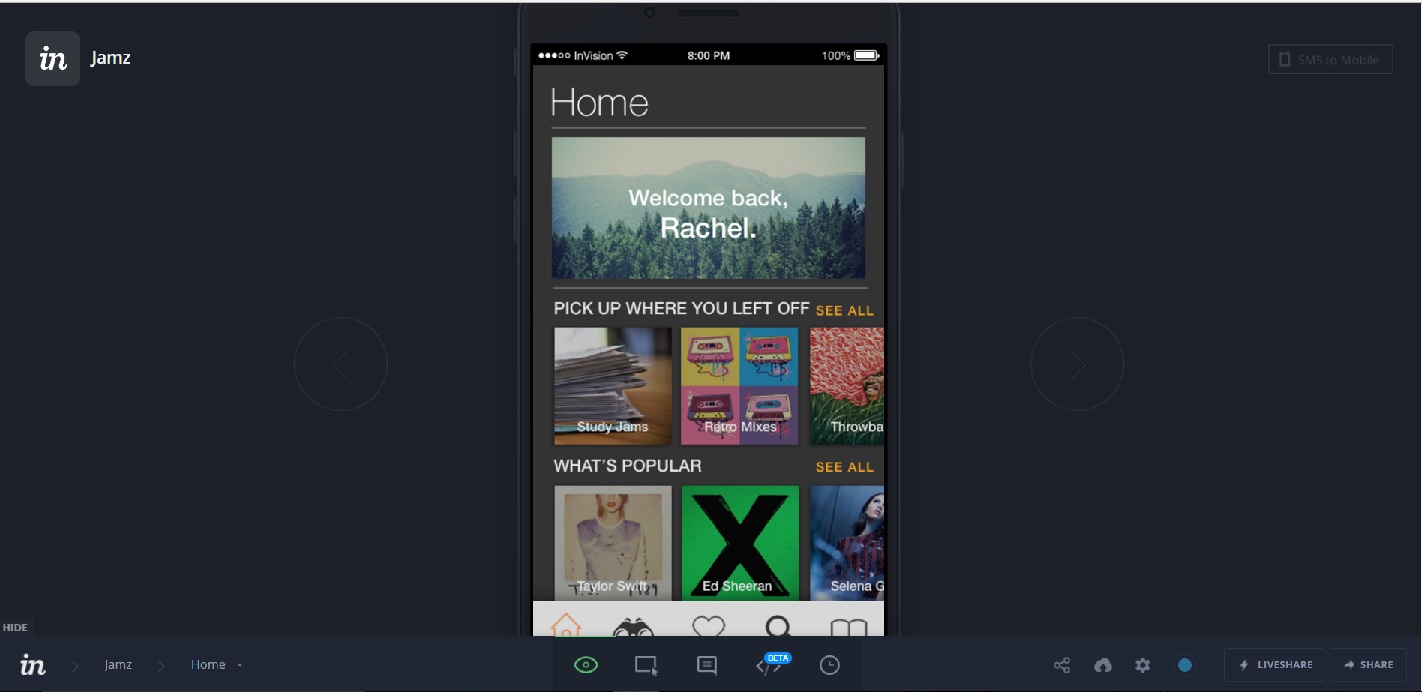 in Jamz
SMS to Mobile
InVision 8:00 PM 100%
Home
Welcome back,
Rachel.
PICK UP WHERE YOU LEFT OFF SEE ALL
Study Jams Retro Mixes Throwba
WHAT'S POPULAR SEE ALL
X
Taylor Swift Ed Sheeran Selena G
HIDE
in Jamz Home
BETA
LIVESHARE SHARE